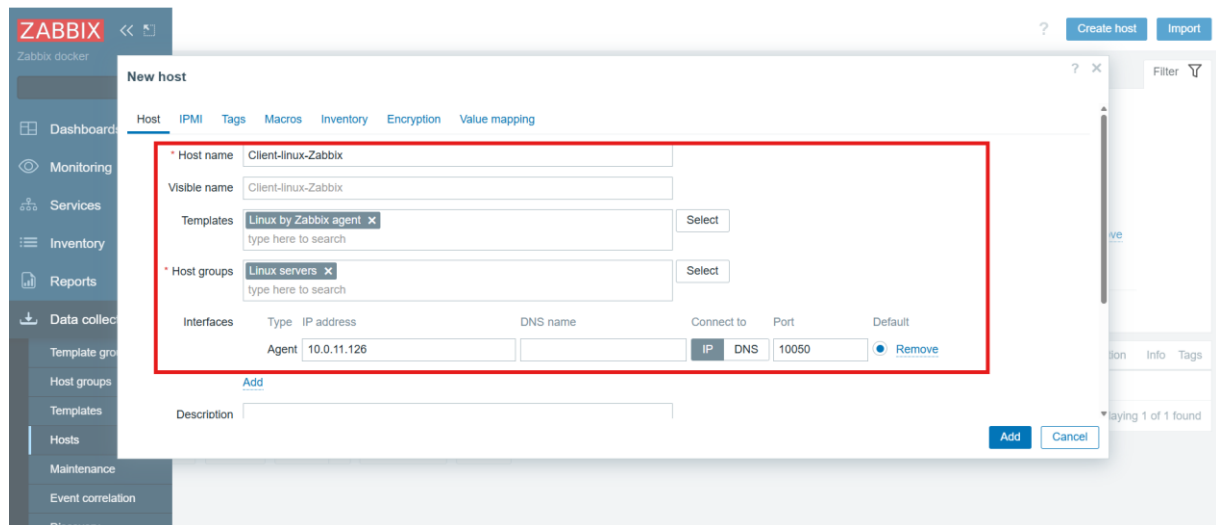 ZABBIX
Zabbix docker
? Create host Import
Filter
New host
?
Host IPMI Tags Macros Inventory Encryption Value mapping
* Host name Client-linux-Zabbix
Visible name Client-linux-Zabbix
Templates Linux by Zabbix agent x Select
type here to search
* Host groups Linux servers x Select
type here to search
Interfaces Type IP address DNS name Connect to Port Default
Agent 10.0.11.126 IP DNS 10050 Remove
Add
Description
Add Cancel
Dashboards
Monitoring
Services
Inventory
Reports
Data collec
Template gro
Host groups
Templates
Hosts
Maintenance
Event correlation
ve
tion Info Tags
laying 1 of 1 found